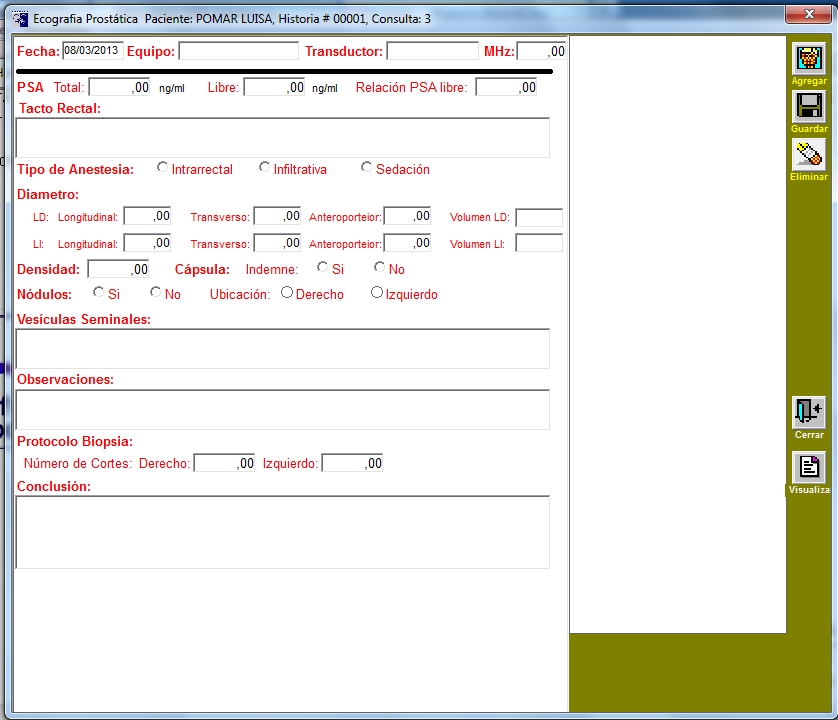 Ecografia Prostática Paciente: POMAR LUISA, Historia # 00001, Consulta: 3
Fecha: 08/03/2013 Equipo: Transductor: MHz: ,00
PSA Total: ,00 ng/ml Libre: ,00 ng/ml Relación PSA libre: ,00
Tacto Rectal:
Tipo de Anestesia: Intrarrectal Infiltrativa Sedación
Diametro:
LD: Longitudinal: ,00 Transverso: ,00 Anteroporteior: ,00 Volumen LD:
LI: Longitudinal: ,00 Transverso: ,00 Anteroporteior: ,00 Volumen LI:
Densidad: ,00 Cápsula: Indemne: Si No
Nódulos: Si No Ubicación: Derecho Izquierdo
Vesículas Seminales:
Observaciones:
Protocolo Biopsia:
Número de Cortes: Derecho: ,00 Izquierdo: ,00
Conclusión:
Agregar
Guardar
Eliminar
Cerrar
Visualiza